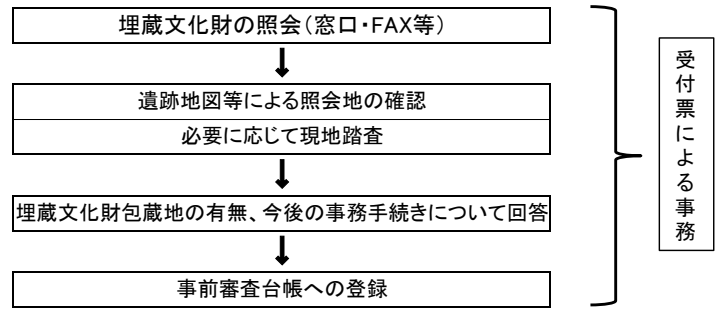 埋蔵文化財の照会(窓口・FAX等)
遺跡地図等による照会地の確認
必要に応じて現地踏査
埋蔵文化財包蔵地の有無、今後の事務手続きについて回答
事前審査台帳への登録
受付票による事務